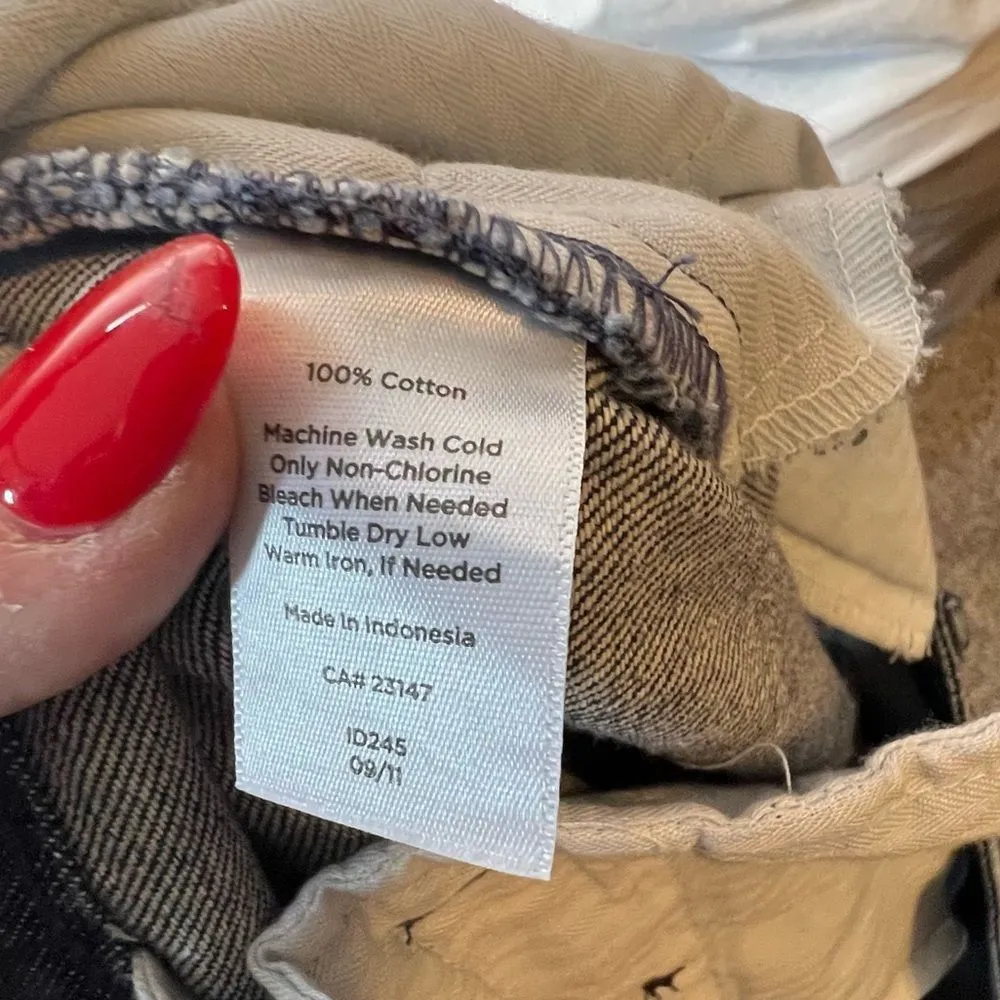 100% Cotton
Machine Wash Cold
Only Non-Chlorine
Bleach When Needed
Tumble Dry Low
Warm Iron, If Needed
Made In Indonesia
CA# 23147
ID245
09/11